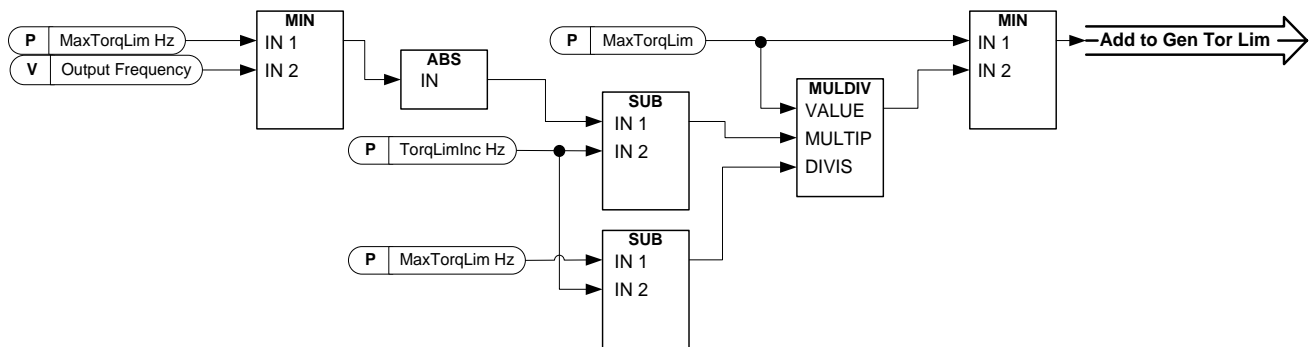 MIN
P MaxTorqLim Hz
IN 1
V Output Frequency
IN 2
ABS
IN
P MaxTorqLim
MIN
IN 1
IN 2
Add to Gen Tor Lim
SUB
IN 1
P TorqLimInc Hz
IN 2
MULDIV
VALUE
MULTIP
DIVIS
SUB
P MaxTorqLim Hz
IN 1
IN 2